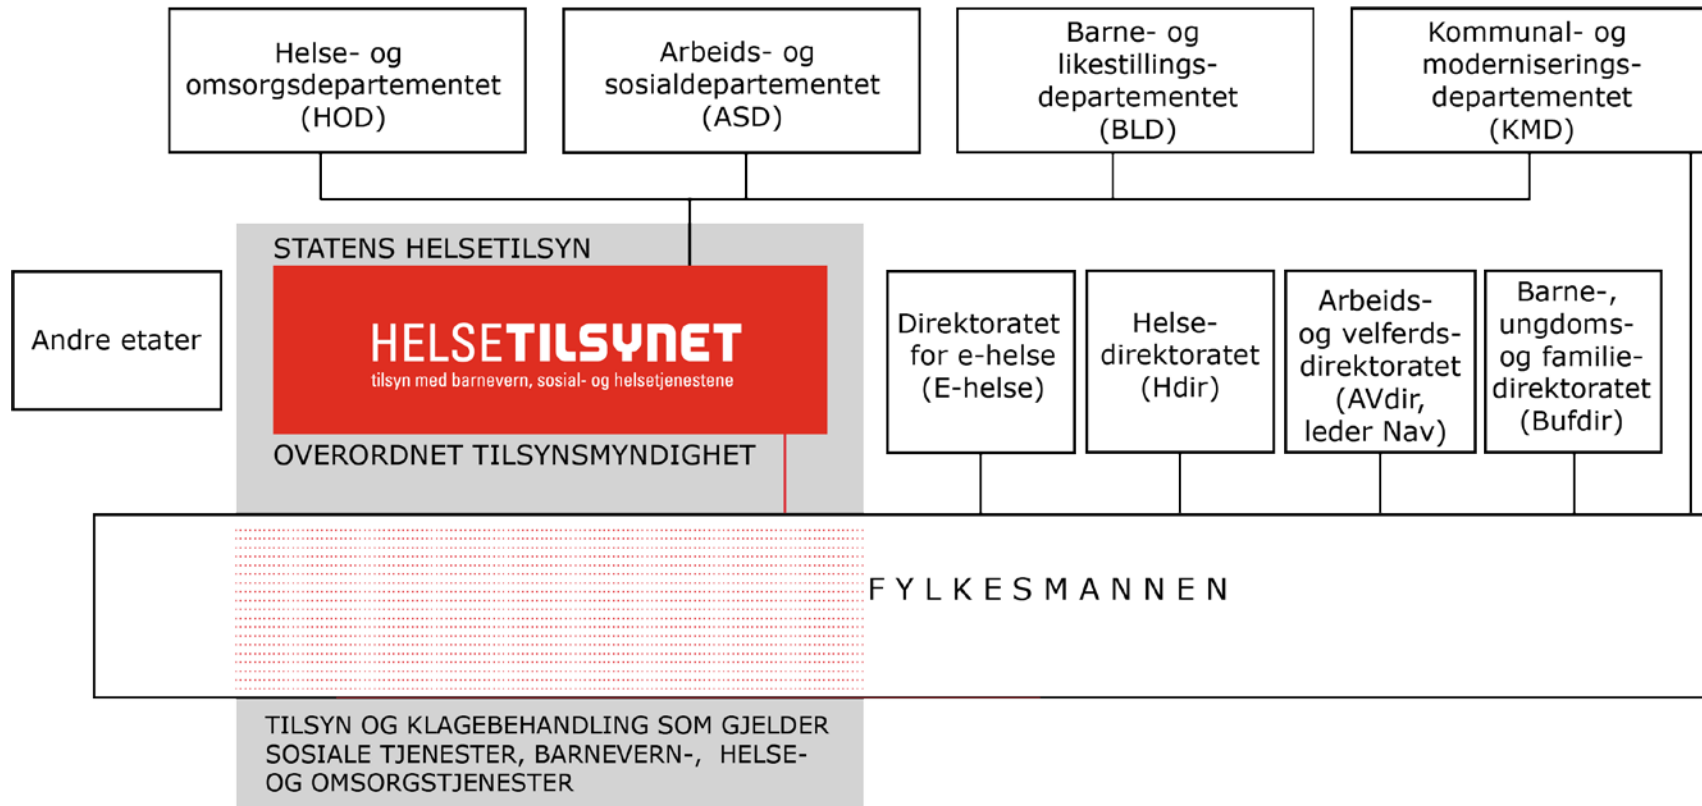 Helse- og
omsorgsdepartementet
(HOD)
Arbeids- og
sosialdepartementet
(ASD)
Barne- og
likestillings-
departementet
(BLD)
Kommunal- og
moderniserings-
departementet
(KMD)
STATENS HELSETILSYN
Andre etater
HELSETILSYNET
tilsyn med barnevern, sosial- og helsetjenestene
OVERORDNET TILSYNSMYNDIGHET
Direktoratet
for e-helse
(E-helse)
Helse-
direktoratet
(Hdir)
Arbeids-
og velferds-
direktoratet
(AVdir,
leder Nav)
Barne-,
ungdoms-
og familie-
direktoratet
(Bufdir)
FYLKESMANNEN
TILSYN OG KLAGEBEHANDLING SOM GJELDER
SOSIALE TJENESTER, BARNEVERN-, HELSE-
OG OMSORGSTJENESTER